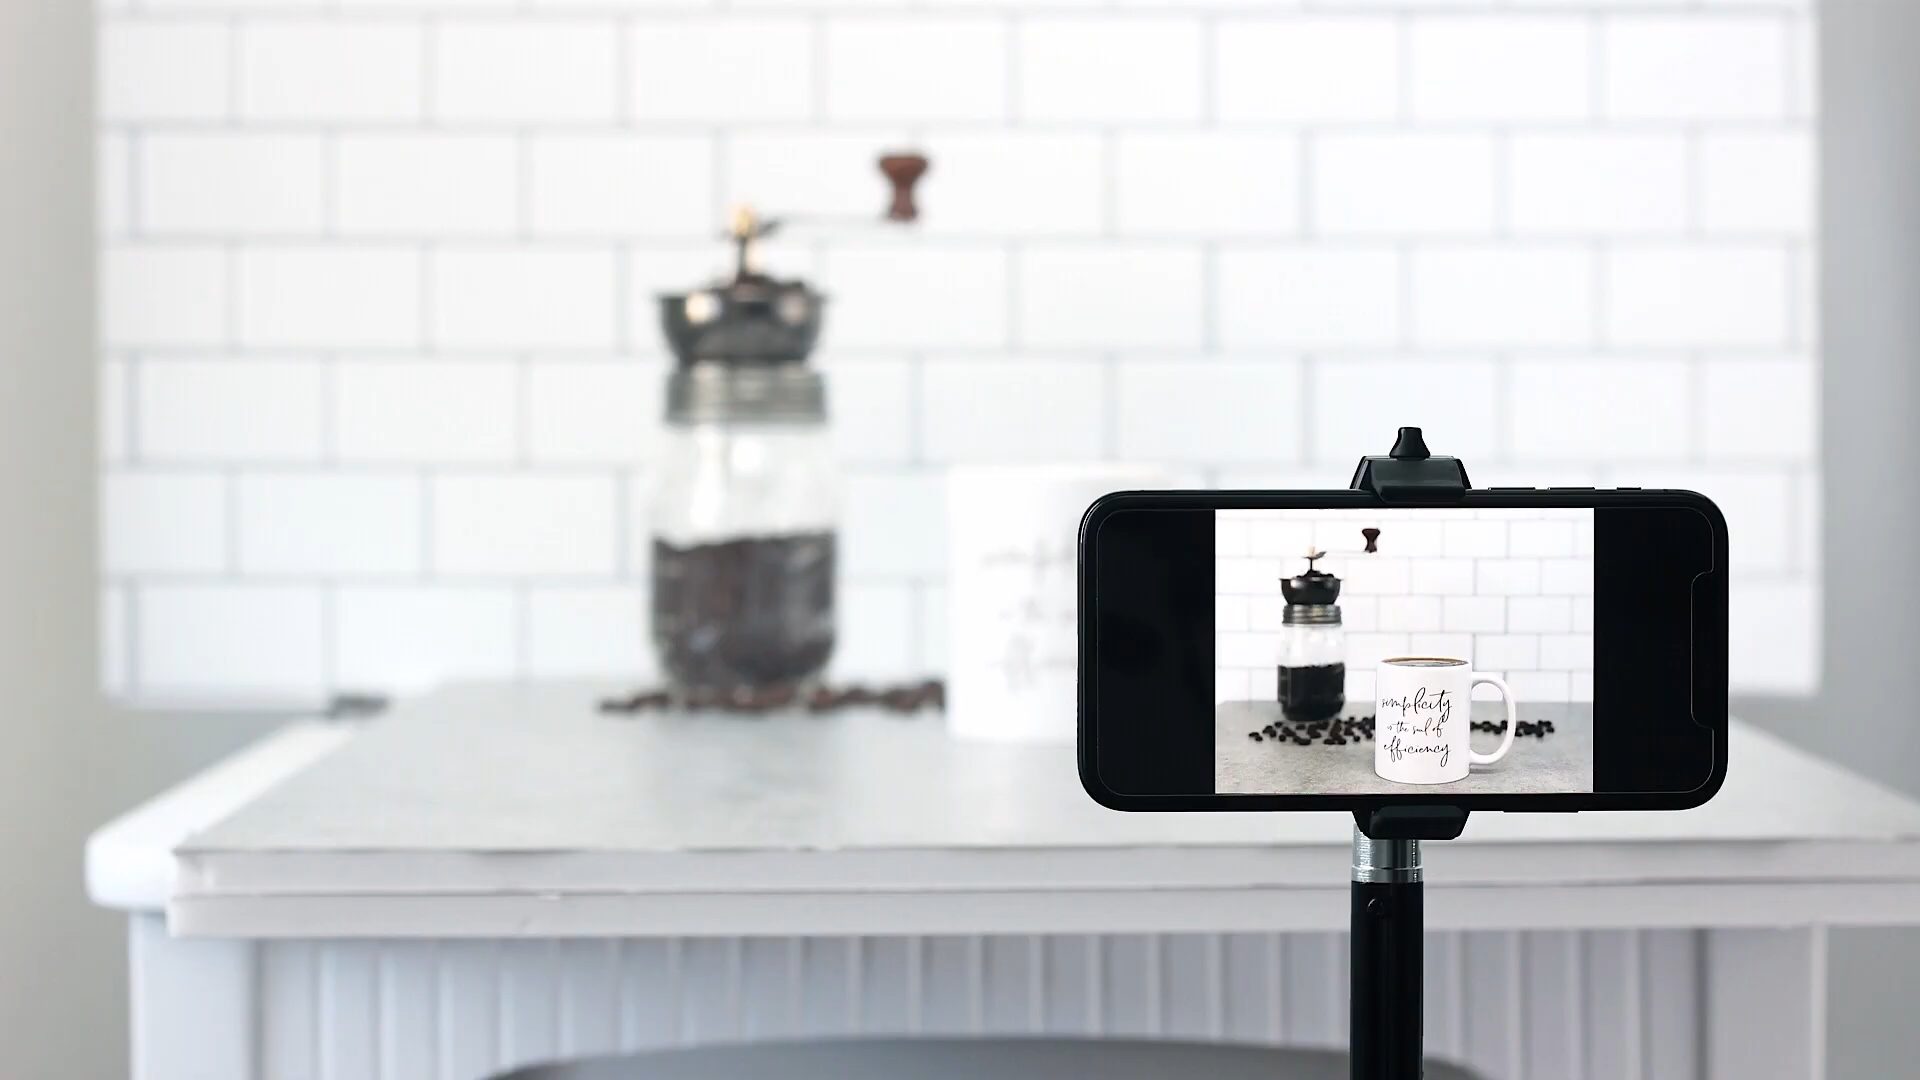 simplicity
is the soul of
efficiency